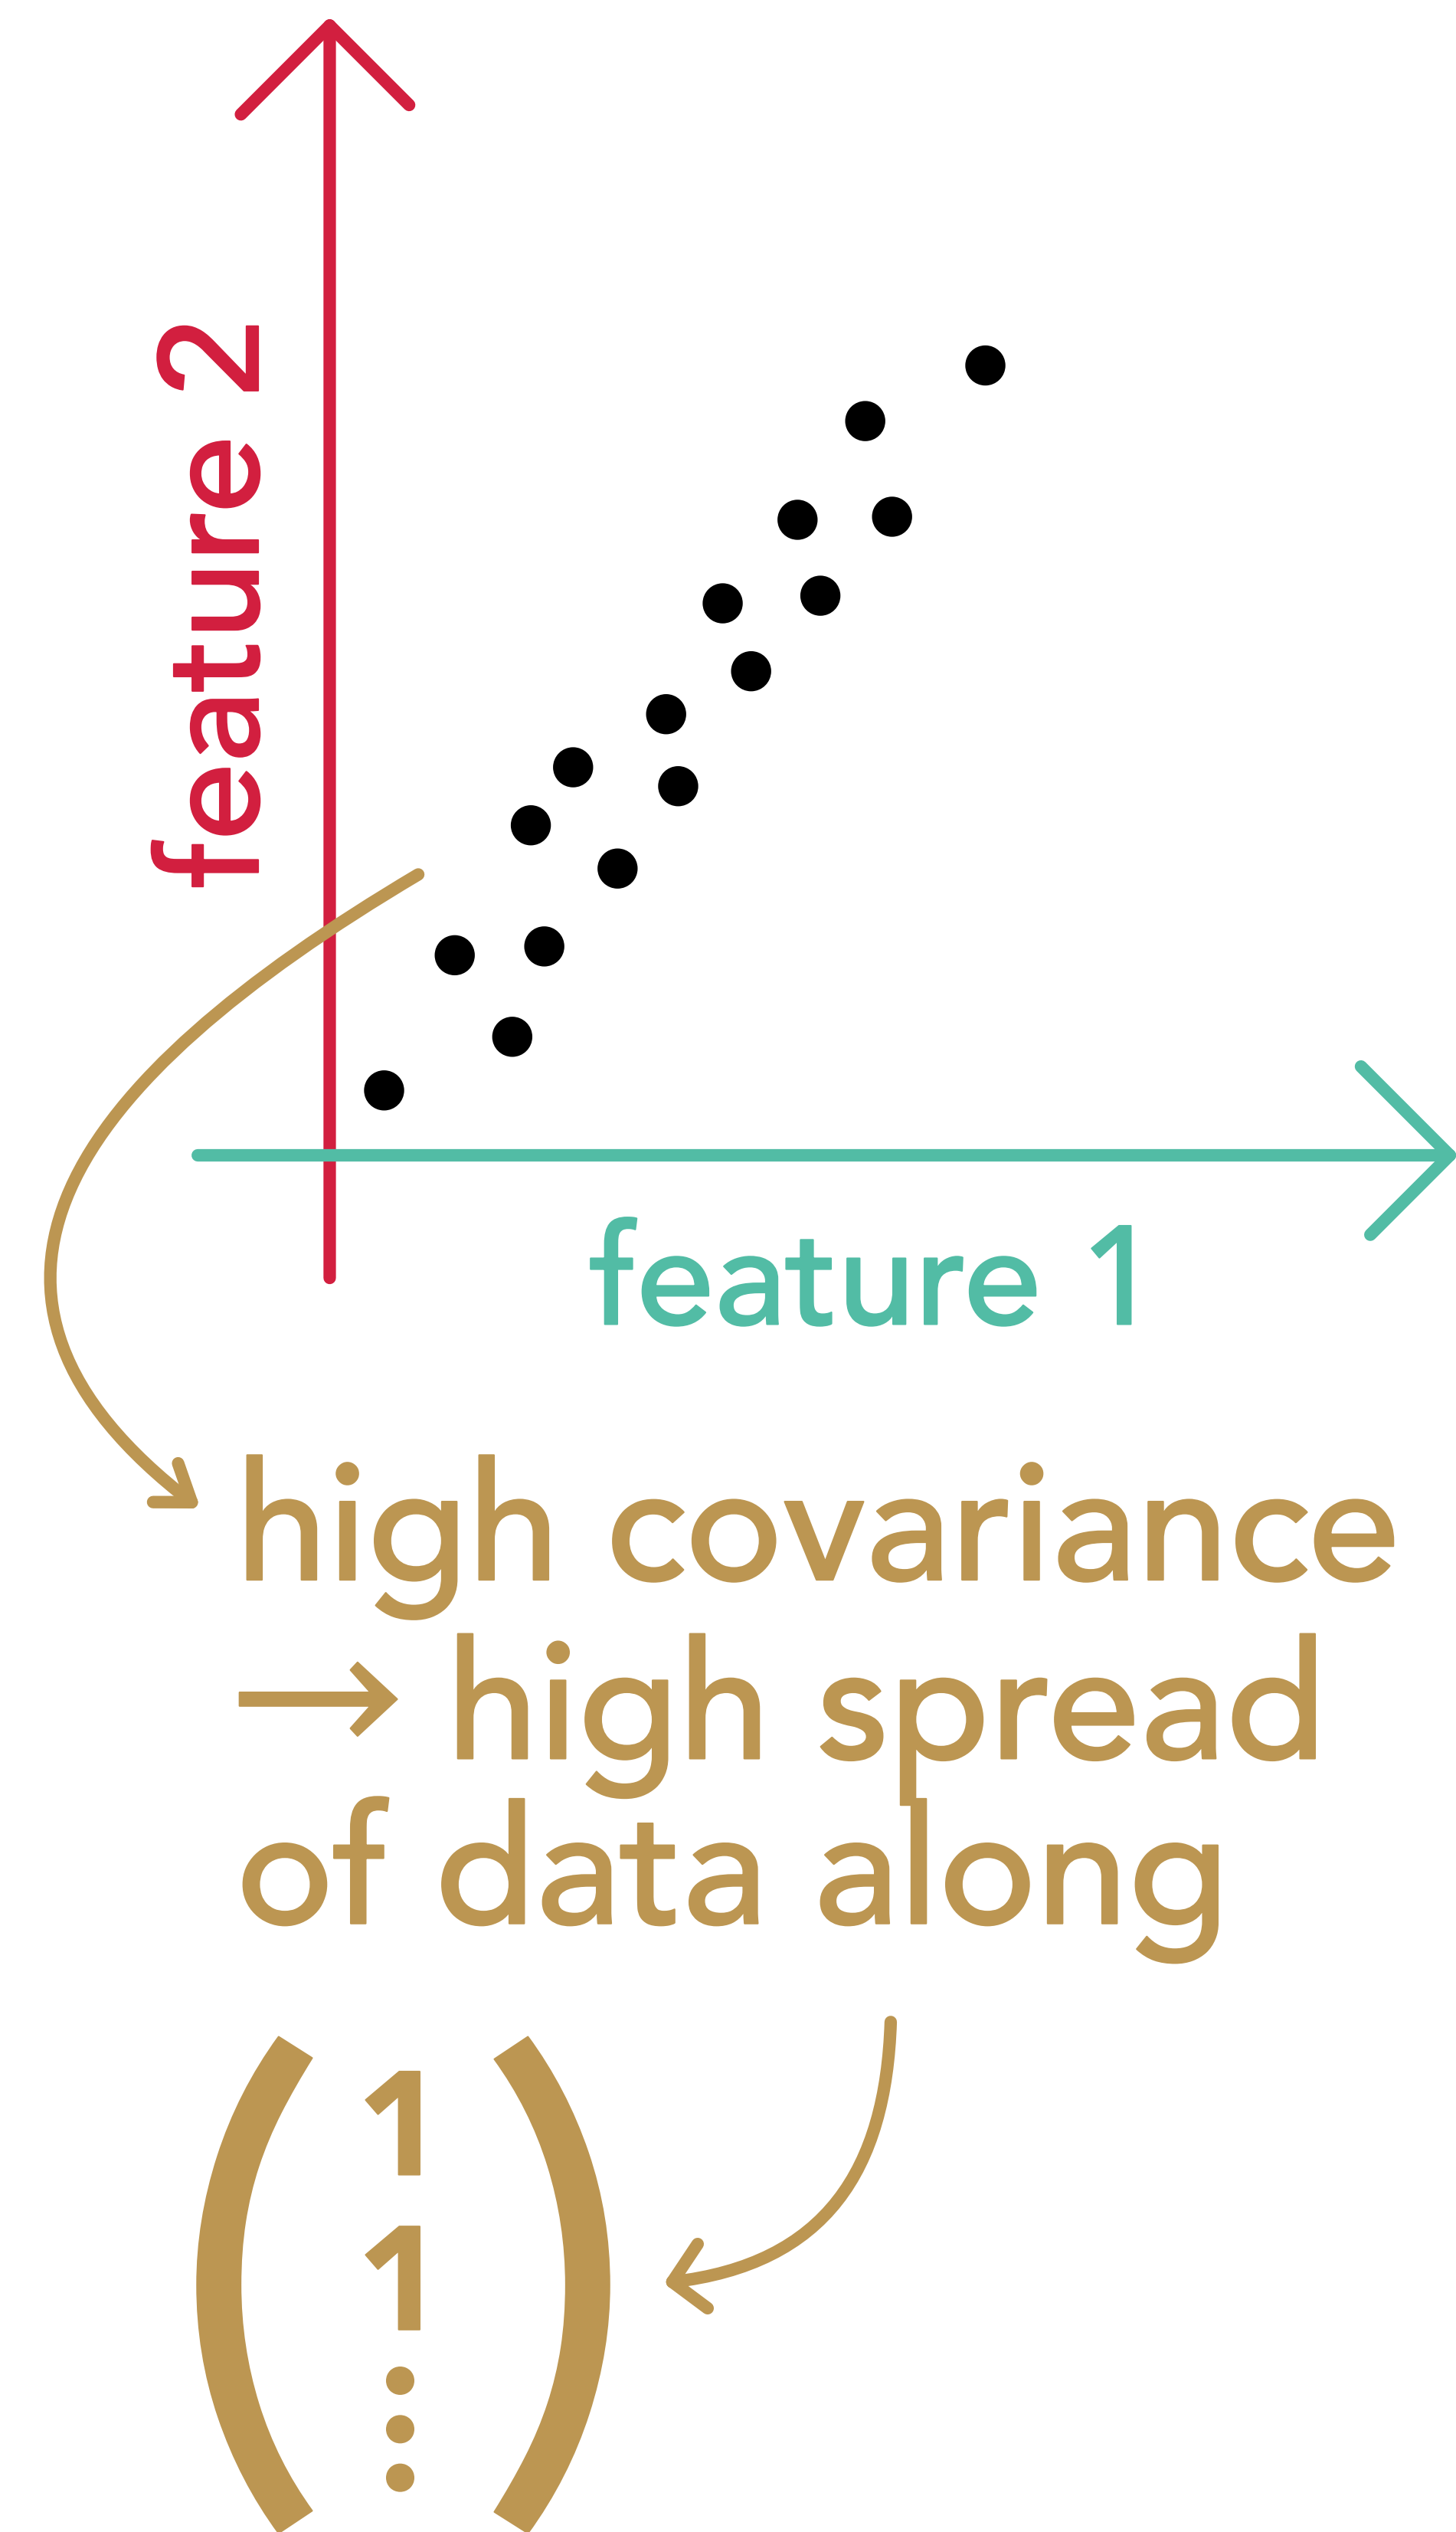 feature 2
feature 1
high covariance
→ high spread
of data along
( 1
1
⋮ )